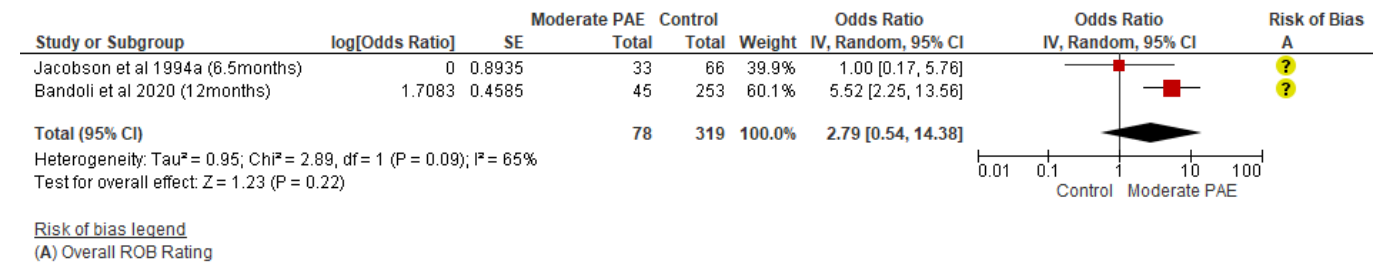 Moderate PAE Control Odds Ratio Odds Ratio Risk of Bias
Study or Subgroup log[Odds Ratio] SE Total Total Weight IV, Random, 95% CI IV, Random, 95% CI A
Jacobson et al 1994a (6.5months) 0 0.8935 33 66 39.9% 1.00 [0.17, 5.76] ?
Bandoli et al 2020 (12months) 1.7083 0.4585 45 253 60.1% 5.52 [2.25, 13.56] ?
Total (95% CI) 78 319 100.0% 2.79 [0.54, 14.38]
Heterogeneity: Tau² = 0.95; Chi² = 2.89, df = 1 (P = 0.09); I² = 65%
Test for overall effect: Z = 1.23 (P = 0.22)
0.01 0.1 1 10 100
Control Moderate PAE
Risk of bias legend
(A) Overall ROB Rating